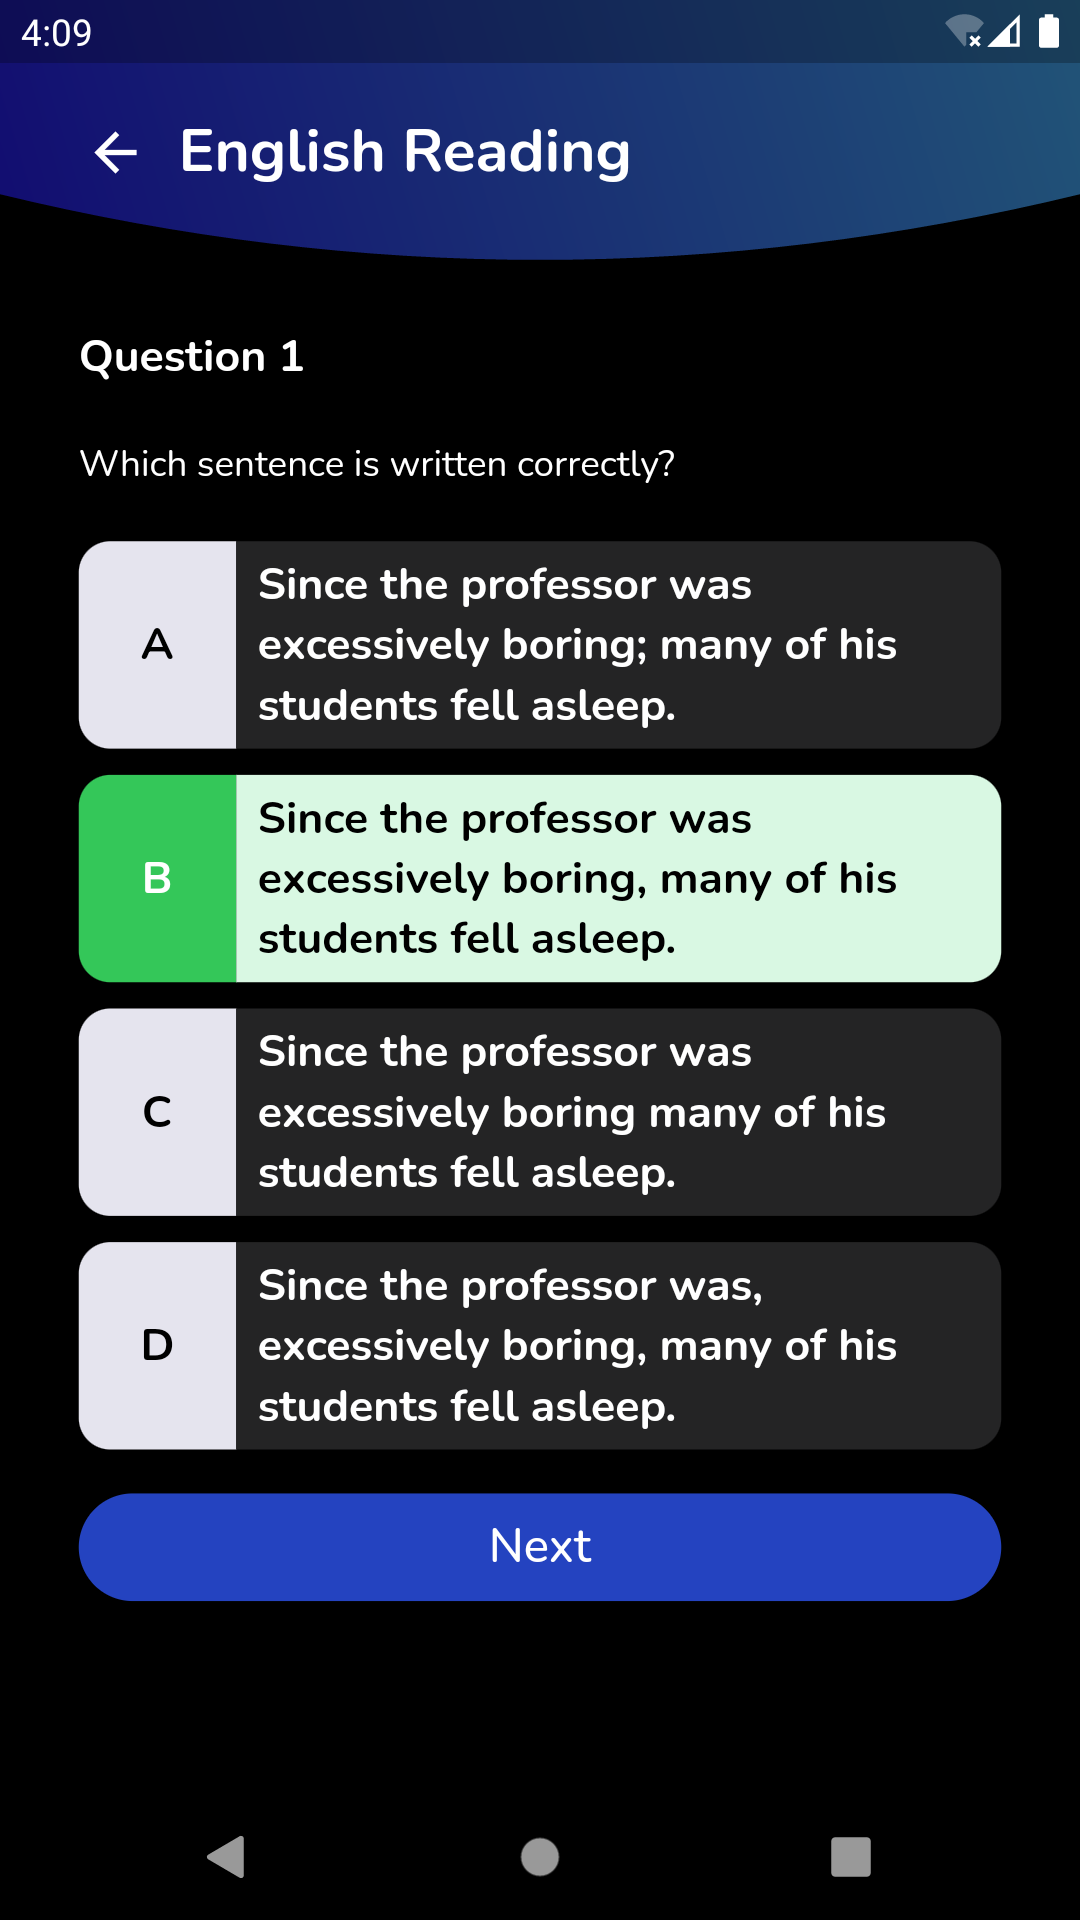 4:09
English Reading
Question 1
Which sentence is written correctly?
A
Since the professor was
excessively boring; many of his
students fell asleep.
B
Since the professor was
excessively boring, many of his
students fell asleep.
C
Since the professor was
excessively boring many of his
students fell asleep.
D
Since the professor was,
excessively boring, many of his
students fell asleep.
Next